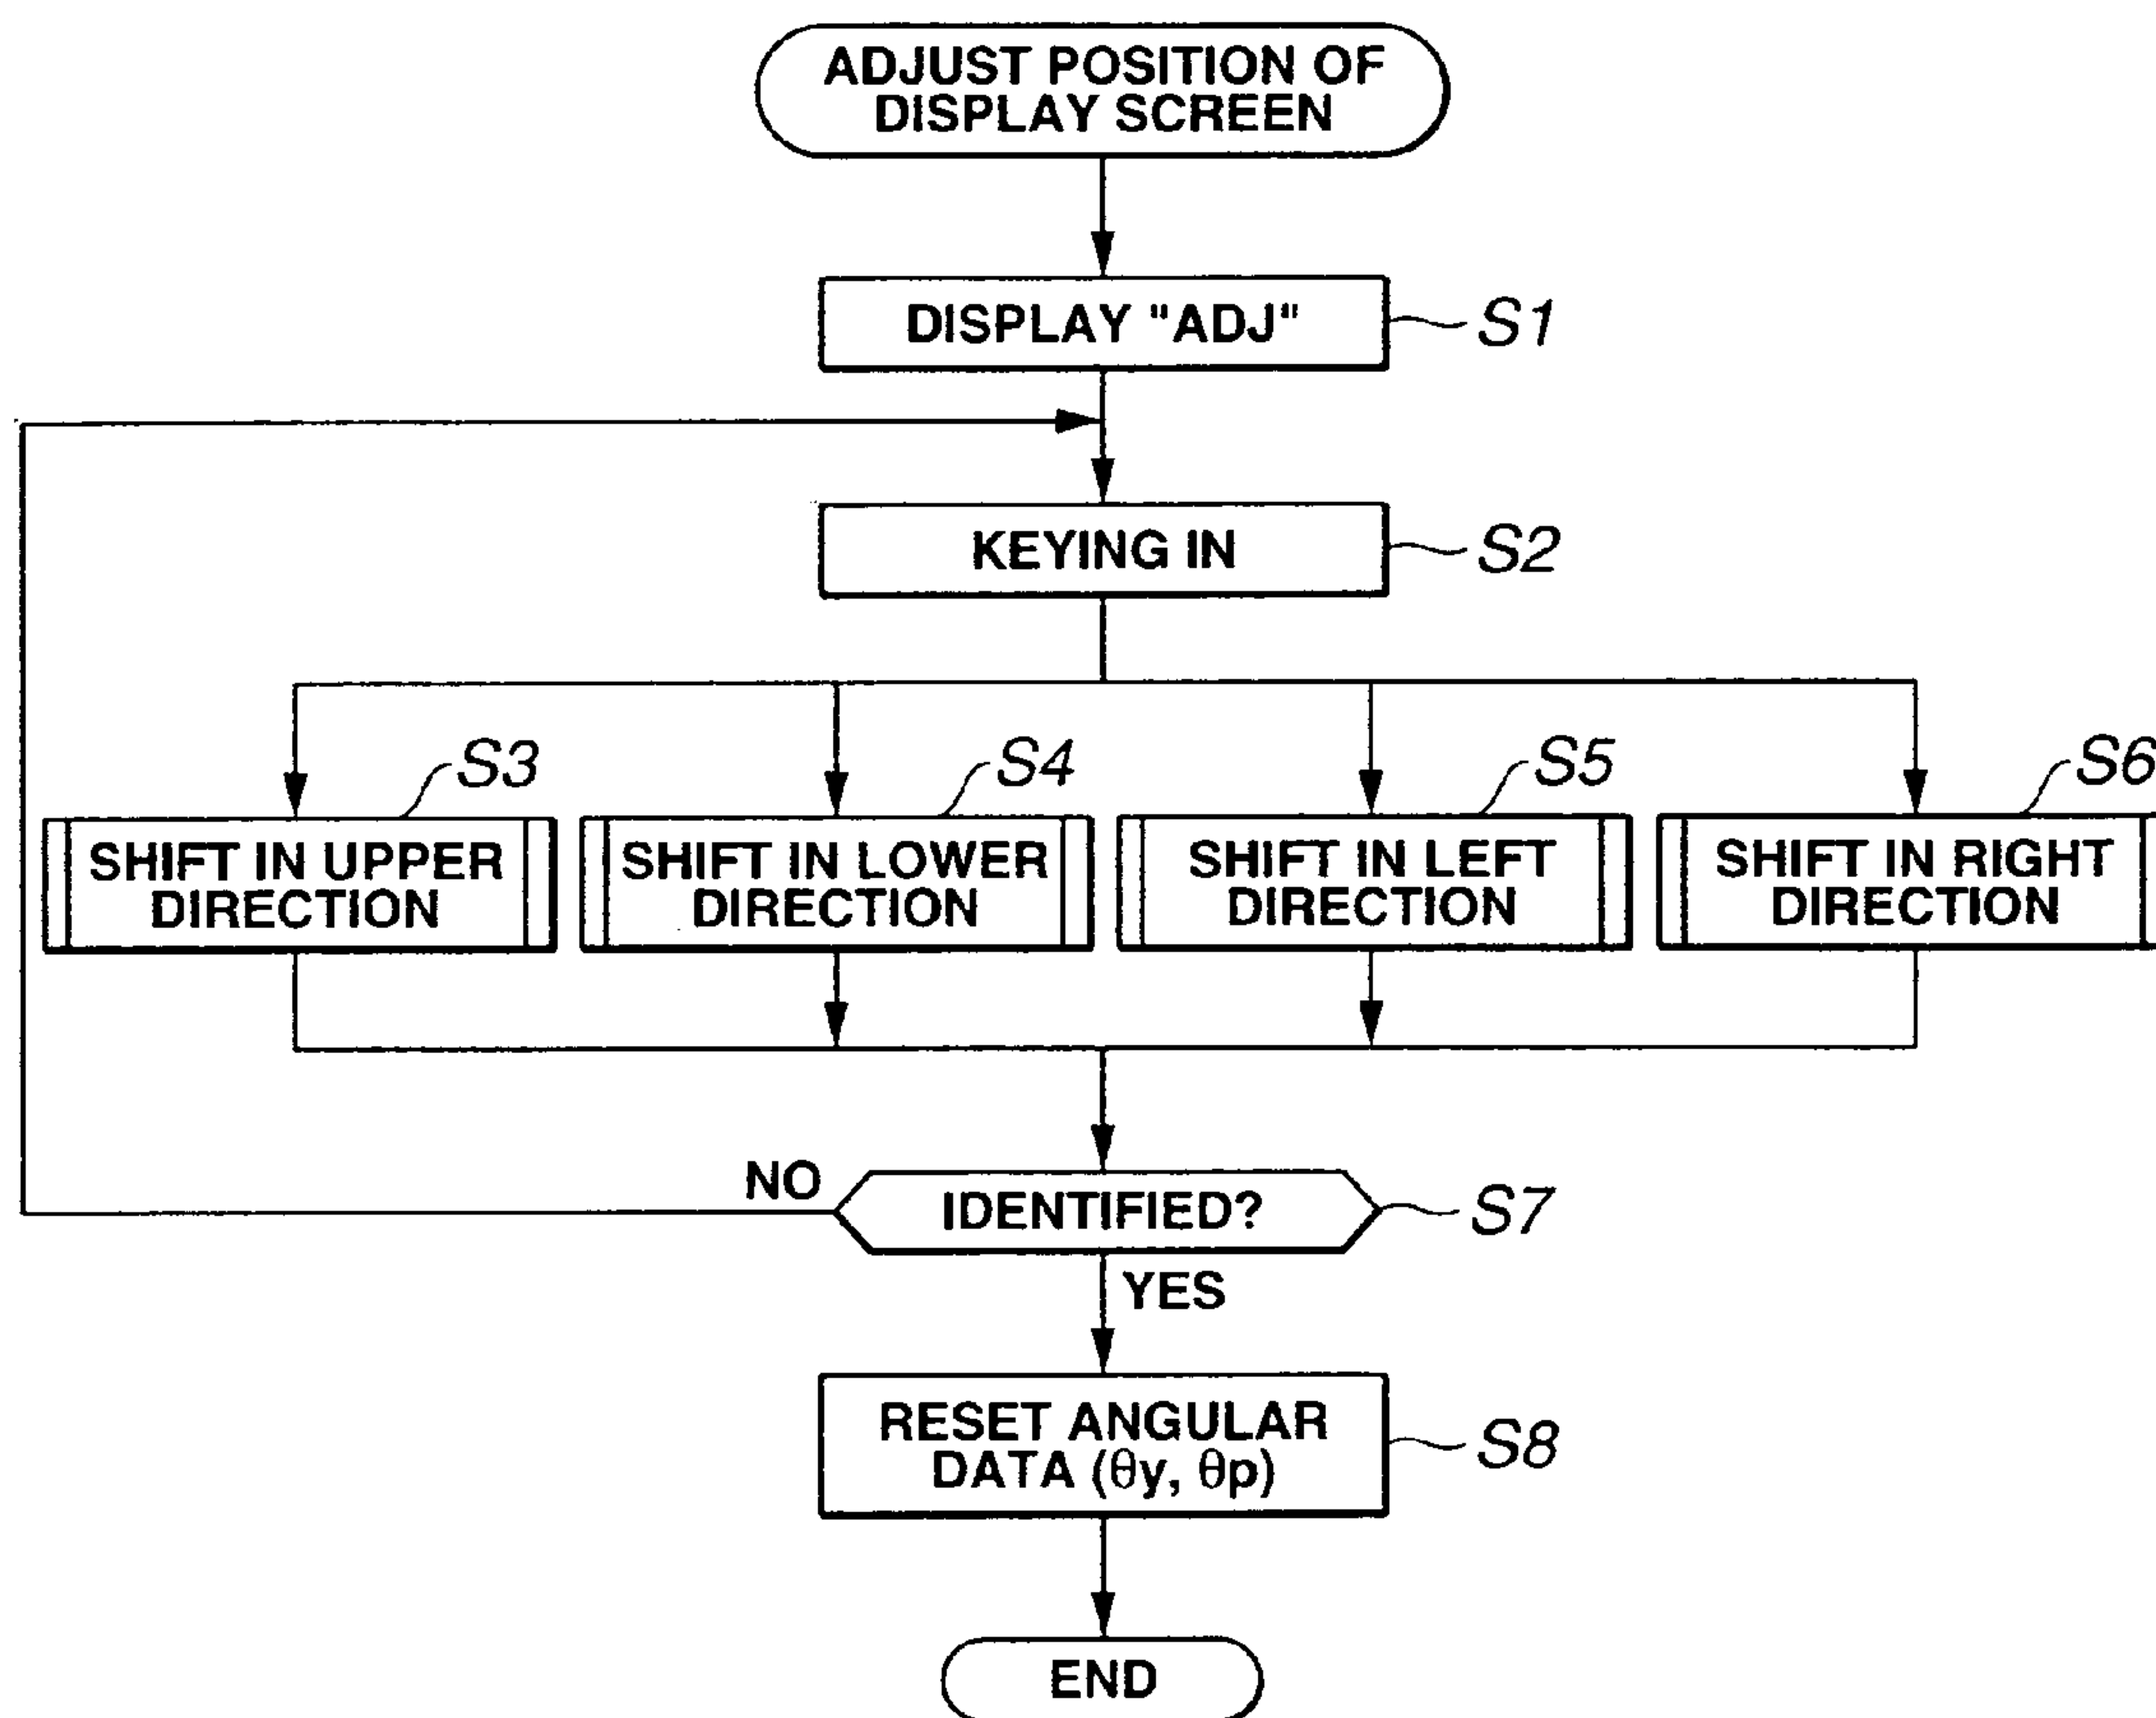 ADJUST POSITION OF
DISPLAY SCREEN
DISPLAY "ADJ"
S1
KEYING IN
S2
S3
S4
S5
S6
SHIFT IN UPPER
DIRECTION
SHIFT IN LOWER
DIRECTION
SHIFT IN LEFT
DIRECTION
SHIFT IN RIGHT
DIRECTION
NO
IDENTIFIED?
S7
YES
RESET ANGULAR
DATA (θy, θp)
S8
END